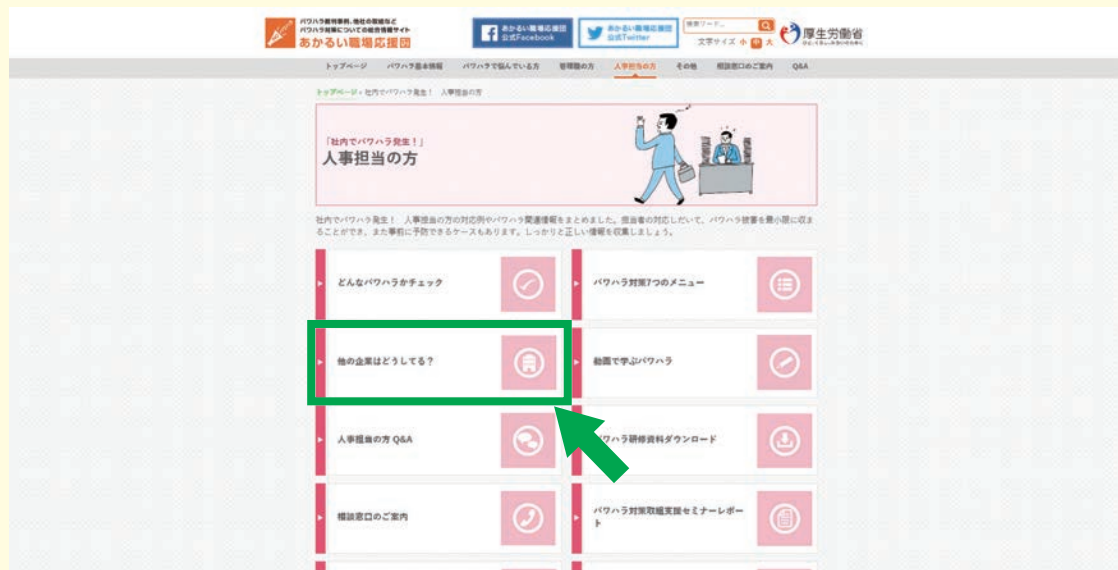 パワハラ裁判事例、他社の取組など
パワハラ対策についての総合情報サイト
あかるい職場応援団
あかるい職場応援団
公式Facebook
あかるい職場応援団
公式Twitter
検索ワード...
文字サイズ 小 中 大
厚生労働省
ひと、くらし、みらいのために
トップページ パワハラ基本情報 パワハラで悩んでいる方 管理職の方 人事担当の方 その他 相談窓口のご案内 Q&A
トップページ › 社内でパワハラ発生！ 人事担当の方
「社内でパワハラ発生！」
人事担当の方
社内でパワハラ発生！ 人事担当の方の対応例やパワハラ関連情報をまとめました。担当者の対応しだいで、パワハラ被害を最小限に収ま
ることができ、また事前に予防できるケースもあります。しっかりと正しい情報を収集しましょう。
どんなパワハラかチェック
パワハラ対策7つのメニュー
他の企業はどうしてる？
動画で学ぶパワハラ
人事担当の方 Q&A
パワハラ研修資料ダウンロード
相談窓口のご案内
パワハラ対策取組支援セミナーレポー
ト